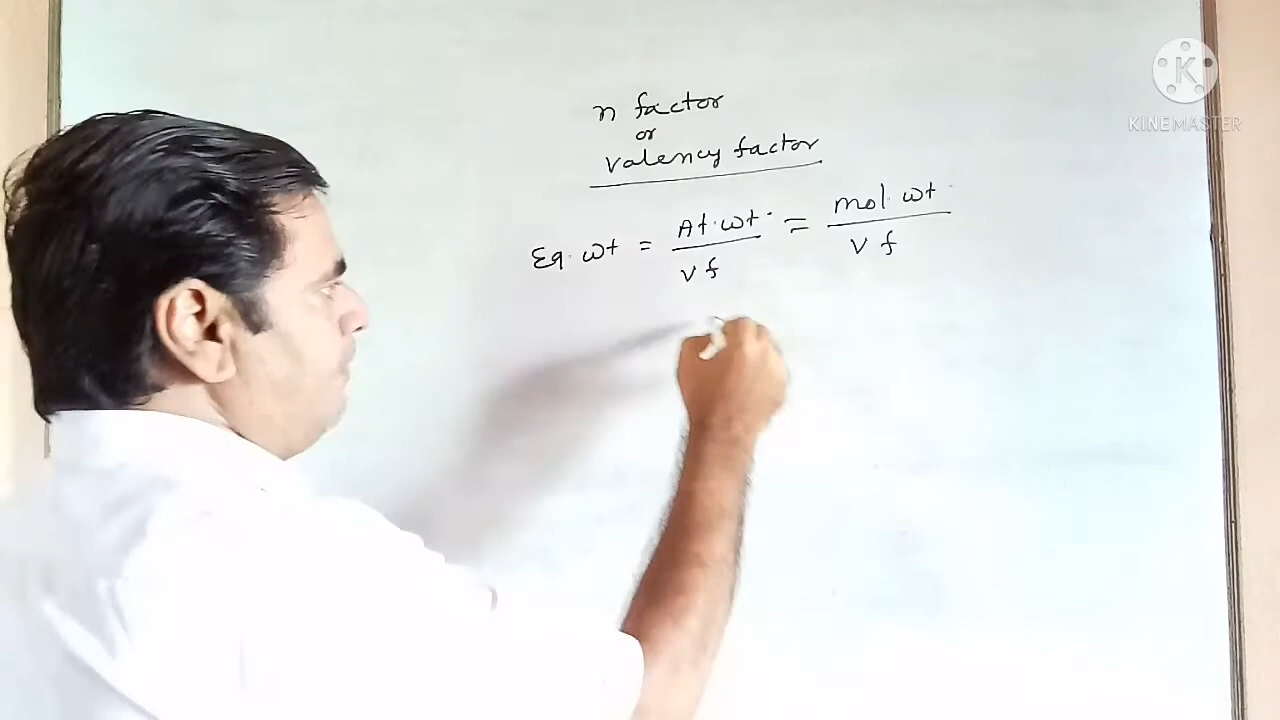 n factor
or
valency factor
Eq. wt = At. wt. / vf = mol. wt. / vf
K
KINEMASTER